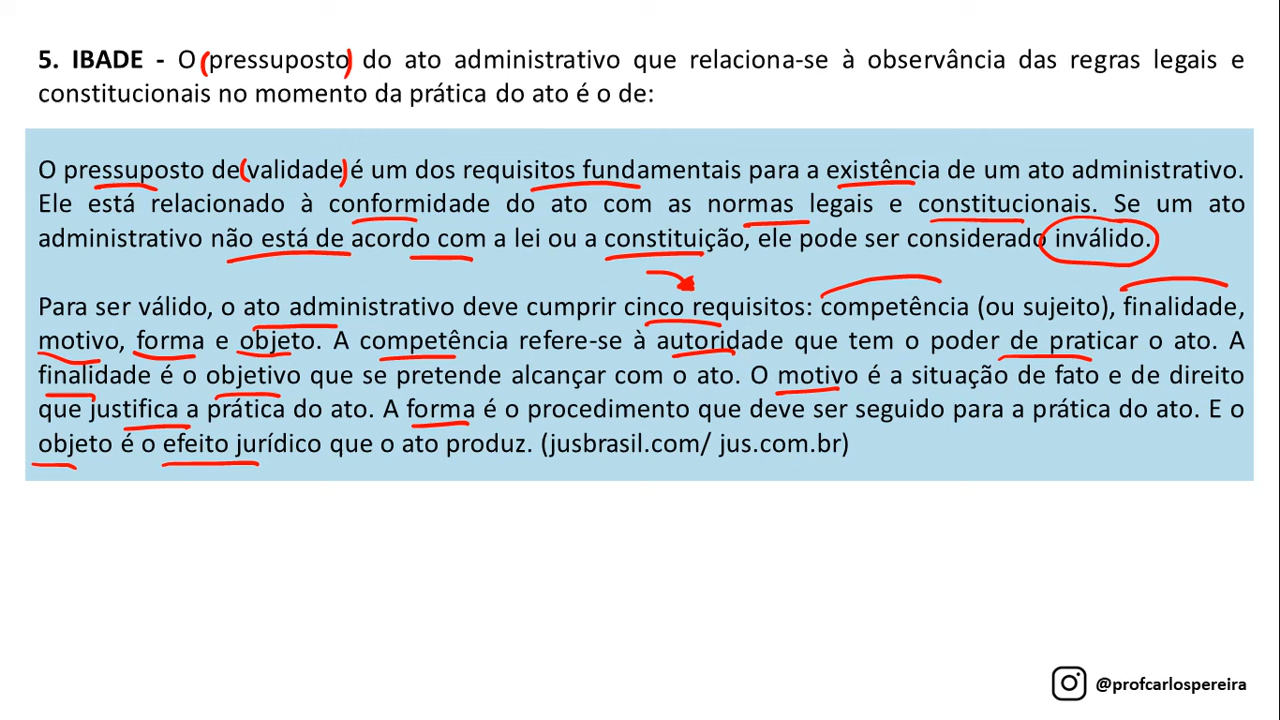 5. IBADE - O pressuposto do ato administrativo que relaciona-se à observância das regras legais e
constitucionais no momento da prática do ato é o de:
O pressuposto de validade é um dos requisitos fundamentais para a existência de um ato administrativo.
Ele está relacionado à conformidade do ato com as normas legais e constitucionais. Se um ato
administrativo não está de acordo com a lei ou a constituição, ele pode ser considerado inválido.
Para ser válido, o ato administrativo deve cumprir cinco requisitos: competência (ou sujeito), finalidade,
motivo, forma e objeto. A competência refere-se à autoridade que tem o poder de praticar o ato. A
finalidade é o objetivo que se pretende alcançar com o ato. O motivo é a situação de fato e de direito
que justifica a prática do ato. A forma é o procedimento que deve ser seguido para a prática do ato. E o
objeto é o efeito jurídico que o ato produz. (jusbrasil.com/ jus.com.br)
@profcarlospereira